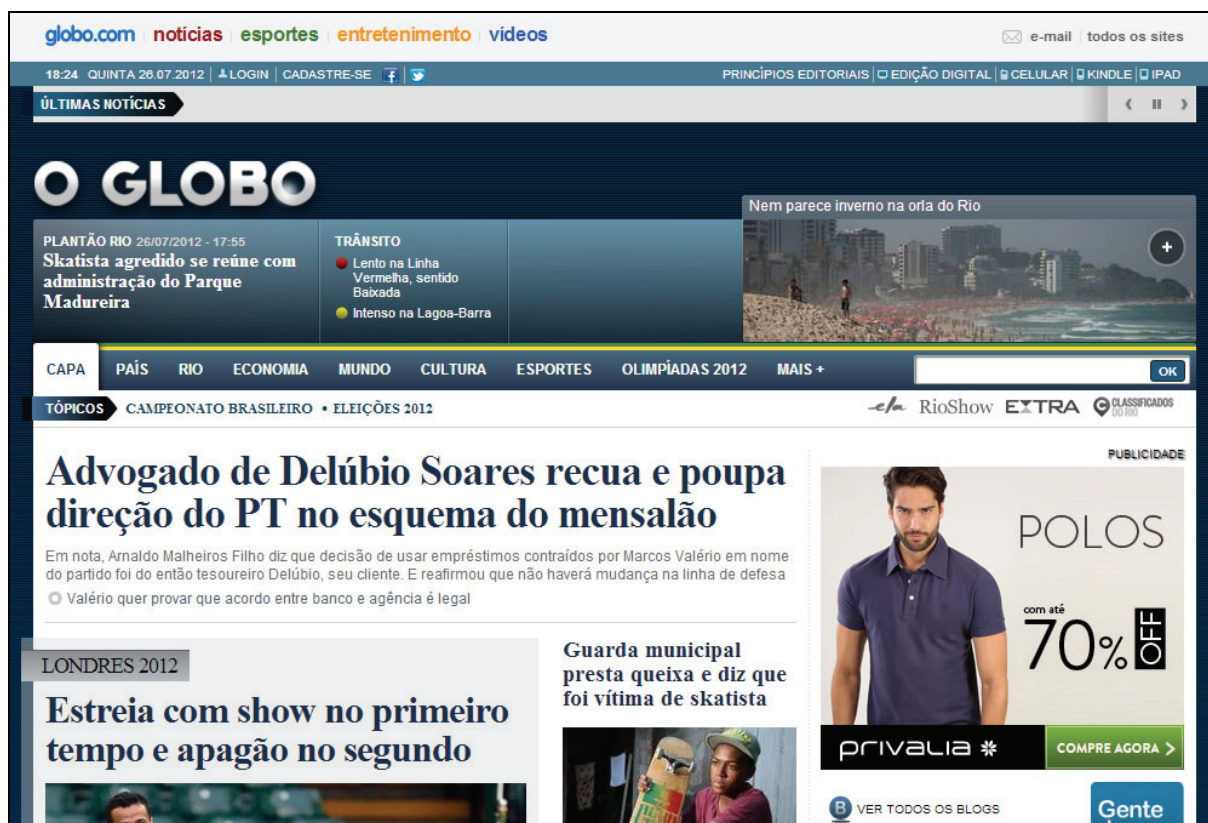 globo.com notícias esportes entretenimento vídeos
e-mail todos os sites
18:24 QUINTA 26.07.2012 LOGIN CADASTRE-SE
PRINCÍPIOS EDITORIAIS EDIÇÃO DIGITAL CELULAR KINDLE IPAD
ÚLTIMAS NOTÍCIAS
O GLOBO
Nem parece inverno na orla do Rio
PLANTÃO RIO 26/07/2012 - 17:55
Skatista agredido se reúne com
administração do Parque
Madureira
TRÂNSITO
Lento na Linha
Vermelha, sentido
Baixada
Intenso na Lagoa-Barra
CAPA PAÍS RIO ECONOMIA MUNDO CULTURA ESPORTES OLIMPÍADAS 2012 MAIS +
OK
TÓPICOS CAMPEONATO BRASILEIRO • ELEIÇÕES 2012
ela RioShow EXTRA CLASSIFICADOS
DO RIO
Advogado de Delúbio Soares recua e poupa
direção do PT no esquema do mensalão
Em nota, Arnaldo Malheiros Filho diz que decisão de usar empréstimos contraídos por Marcos Valério em nome
do partido foi do então tesoureiro Delúbio, seu cliente. E reafirmou que não haverá mudança na linha de defesa
Valério quer provar que acordo entre banco e agência é legal
LONDRES 2012
Estreia com show no primeiro
tempo e apagão no segundo
Guarda municipal
presta queixa e diz que
foi vítima de skatista
PUBLICIDADE
POLOS
com até
70% OFF
privalia
COMPRE AGORA >
B VER TODOS OS BLOGS
Gente